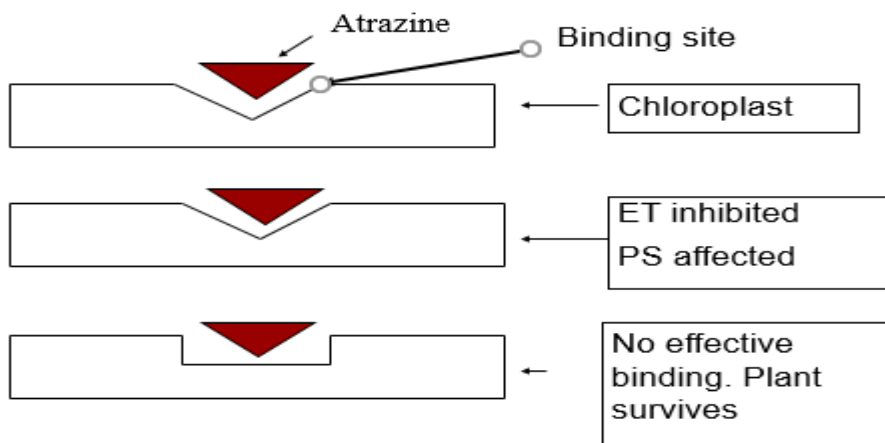 Atrazine
Binding site
Chloroplast
ET inhibited
PS affected
No effective
binding. Plant
survives